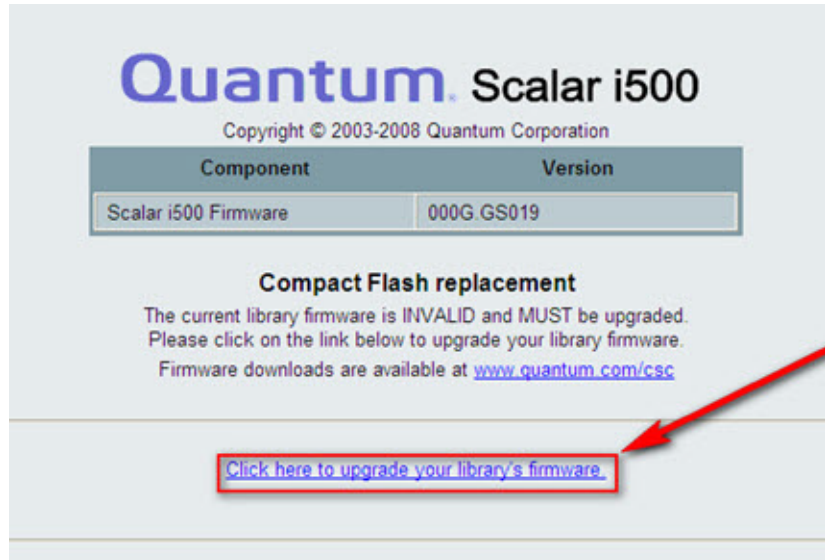 Quantum. Scalar i500
Copyright © 2003-2008 Quantum Corporation
Component Version
Scalar i500 Firmware 000G.GS019
Compact Flash replacement
The current library firmware is INVALID and MUST be upgraded.
Please click on the link below to upgrade your library firmware.
Firmware downloads are available at www.quantum.com/csc
Click here to upgrade your library's firmware.